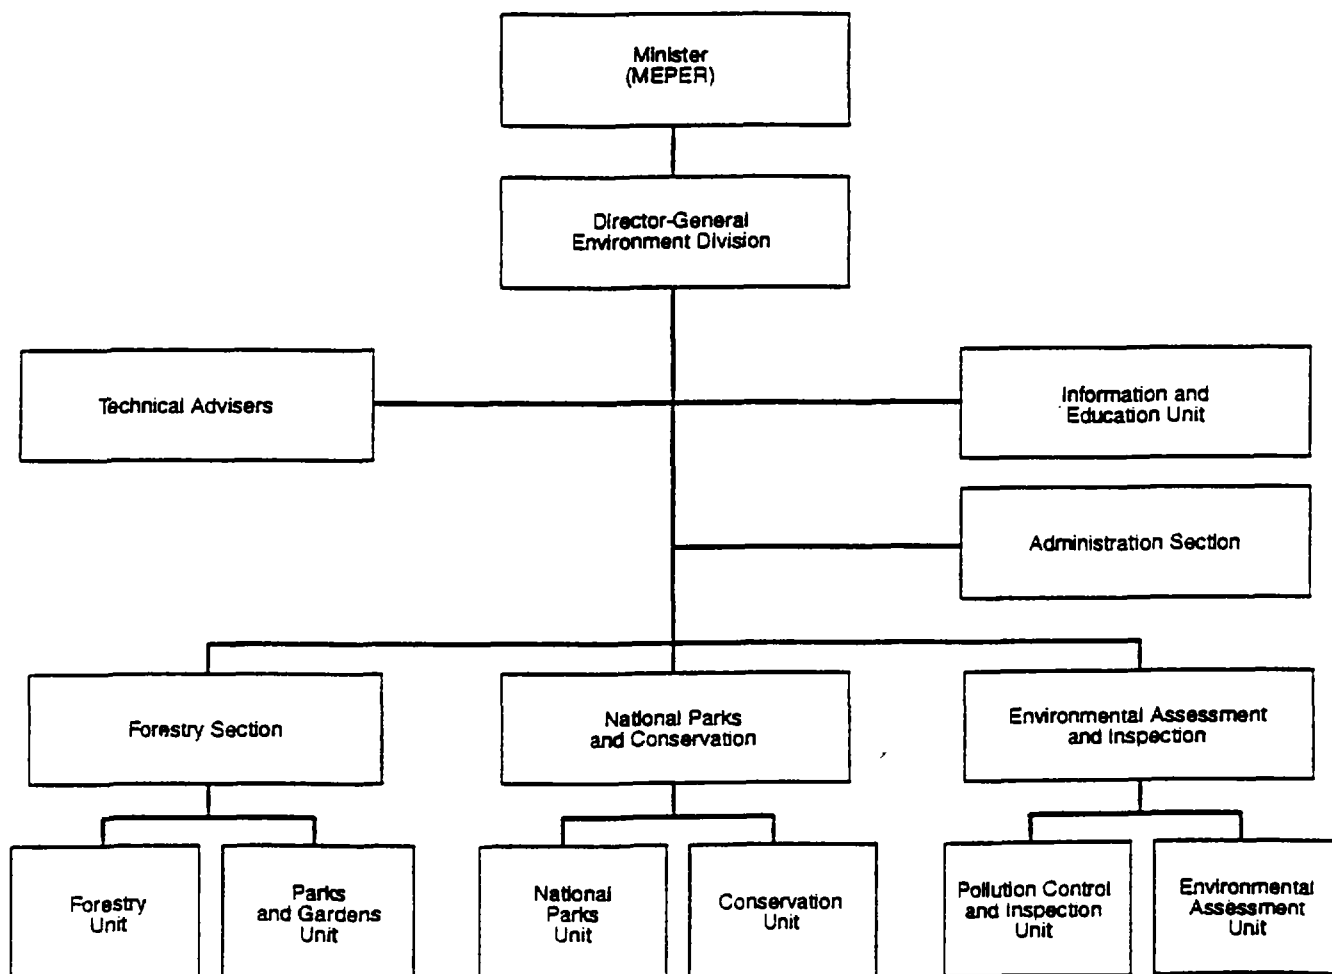 Minister
(MEPER)
Director-General
Environment Division
Technical Advisers
Information and
Education Unit
Administration Section
Forestry Section
National Parks
and Conservation
Environmental Assessment
and Inspection
Forestry
Unit
Parks
and Gardens
Unit
National
Parks
Unit
Conservation
Unit
Pollution Control
and Inspection
Unit
Environmental
Assessment
Unit